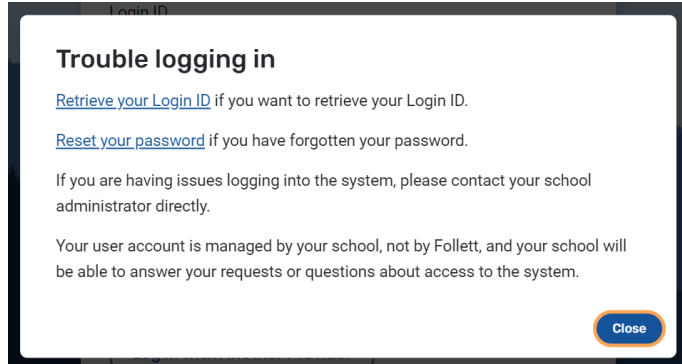 Login ID
Trouble logging in
Retrieve your Login ID if you want to retrieve your Login ID.
Reset your password if you have forgotten your password.
If you are having issues logging into the system, please contact your school
administrator directly.
Your user account is managed by your school, not by Follett, and your school will
be able to answer your requests or questions about access to the system.
Close